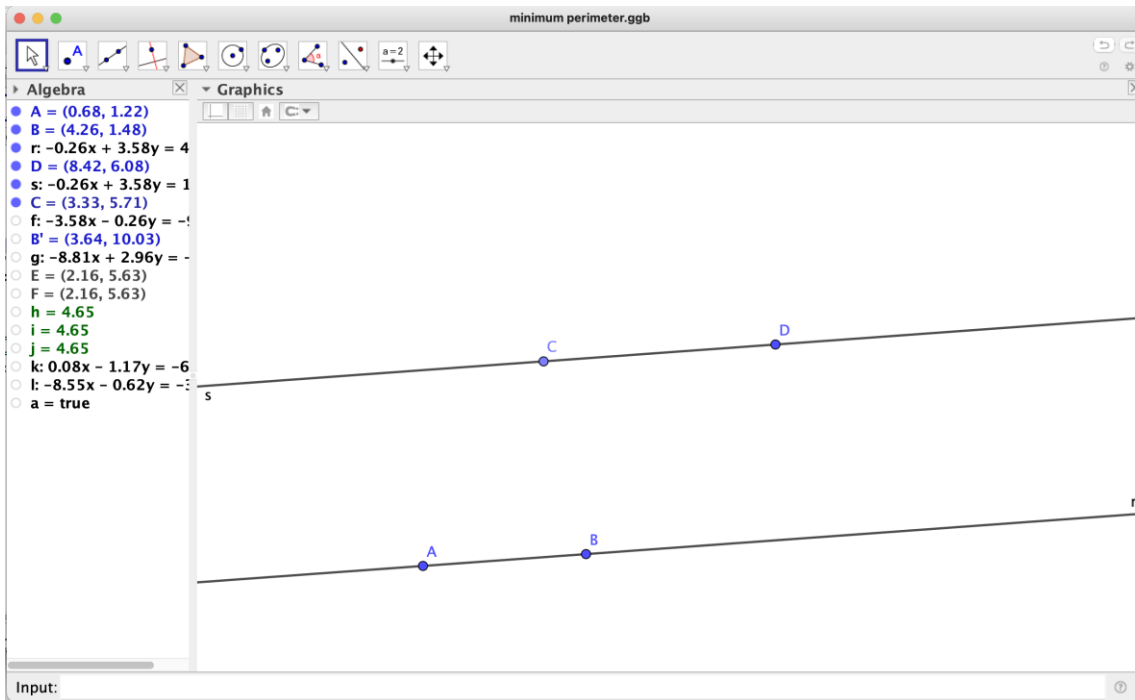 minimum perimeter.ggb
A
a=2
Algebra
Graphics
A = (0.68, 1.22)
B = (4.26, 1.48)
r: -0.26x + 3.58y = 4
D = (8.42, 6.08)
s: -0.26x + 3.58y = 1
C = (3.33, 5.71)
f: -3.58x - 0.26y = -9
B' = (3.64, 10.03)
g: -8.81x + 2.96y = -
E = (2.16, 5.63)
F = (2.16, 5.63)
h = 4.65
i = 4.65
j = 4.65
k: 0.08x - 1.17y = -6
l: -8.55x - 0.62y = -3
a = true
D
C
s
r
B
A
Input: